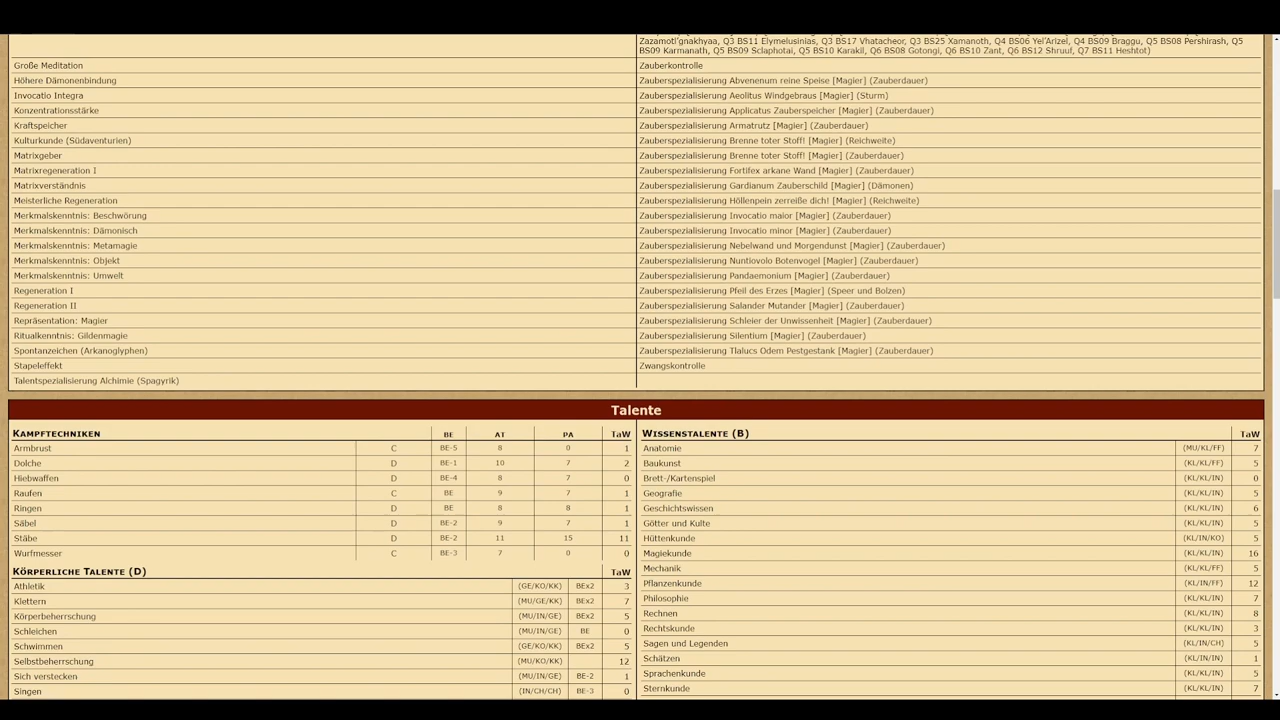 Zazamoti'gnakhyaa, Q3 BS11 Elymelusinias, Q3 BS17 Vhatacheor, Q3 BS25 Xamanoth, Q4 BS06 Yel'Arizel, Q4 BS09 Braggu, Q5 BS08 Pershirash, Q5
BS09 Karmanath, Q5 BS09 Sclaphotai, Q5 BS10 Karakil, Q6 BS08 Gotongi, Q6 BS10 Zant, Q6 BS12 Shruuf, Q7 BS11 Heshtot)
Große Meditation
Höhere Dämonenbindung
Invocatio Integra
Konzentrationsstärke
Kraftspeicher
Kulturkunde (Südaventurien)
Matrixgeber
Matrixregeneration I
Matrixverständnis
Meisterliche Regeneration
Merkmalskenntnis: Beschwörung
Merkmalskenntnis: Dämonisch
Merkmalskenntnis: Metamagie
Merkmalskenntnis: Objekt
Merkmalskenntnis: Umwelt
Regeneration I
Regeneration II
Repräsentation: Magier
Ritualkenntnis: Gildenmagie
Spontanzeichen (Arkanoglyphen)
Stapeleffekt
Talentspezialisierung Alchimie (Spagyrik)
Zauberkontrolle
Zauberspezialisierung Abvenenum reine Speise [Magier] (Zauberdauer)
Zauberspezialisierung Aeolitus Windgebraus [Magier] (Sturm)
Zauberspezialisierung Applicatus Zauberspeicher [Magier] (Zauberdauer)
Zauberspezialisierung Armatrutz [Magier] (Zauberdauer)
Zauberspezialisierung Brenne toter Stoff! [Magier] (Reichweite)
Zauberspezialisierung Brenne toter Stoff! [Magier] (Zauberdauer)
Zauberspezialisierung Fortifex arkane Wand [Magier] (Zauberdauer)
Zauberspezialisierung Gardianum Zauberschild [Magier] (Dämonen)
Zauberspezialisierung Höllenpein zerreiße dich! [Magier] (Reichweite)
Zauberspezialisierung Invocatio maior [Magier] (Zauberdauer)
Zauberspezialisierung Invocatio minor [Magier] (Zauberdauer)
Zauberspezialisierung Nebelwand und Morgendunst [Magier] (Zauberdauer)
Zauberspezialisierung Nuntiovolo Botenvogel [Magier] (Zauberdauer)
Zauberspezialisierung Pandaemonium [Magier] (Zauberdauer)
Zauberspezialisierung Pfeil des Erzes [Magier] (Speer und Bolzen)
Zauberspezialisierung Salander Mutander [Magier] (Zauberdauer)
Zauberspezialisierung Schleier der Unwissenheit [Magier] (Zauberdauer)
Zauberspezialisierung Silentium [Magier] (Zauberdauer)
Zauberspezialisierung Tlalucs Odem Pestgestank [Magier] (Zauberdauer)
Zwangskontrolle
Talente
KAMPFTECHNIKEN BE AT PA TaW
Armbrust C BE-5 8 0 1
Dolche D BE-1 10 7 2
Hiebwaffen D BE-4 8 7 0
Raufen C BE 9 7 1
Ringen D BE 8 8 1
Säbel D BE-2 9 7 1
Stäbe D BE-2 11 15 11
Wurfmesser C BE-3 7 0 0
KÖRPERLICHE TALENTE (D) TaW
Athletik (GE/KO/KK) BEx2 3
Klettern (MU/GE/KK) BEx2 7
Körperbeherrschung (MU/IN/GE) BEx2 5
Schleichen (MU/IN/GE) BE 0
Schwimmen (GE/KO/KK) BEx2 5
Selbstbeherrschung (MU/KO/KK) 12
Sich verstecken (MU/IN/GE) BE-2 1
Singen (IN/CH/CH) BE-3 0
WISSENSTALENTE (B) TaW
Anatomie (MU/KL/FF) 7
Baukunst (KL/KL/FF) 5
Brett-/Kartenspiel (KL/KL/IN) 0
Geografie (KL/KL/IN) 5
Geschichtswissen (KL/KL/IN) 6
Götter und Kulte (KL/KL/IN) 5
Hüttenkunde (KL/IN/KO) 5
Magiekunde (KL/KL/IN) 16
Mechanik (KL/KL/FF) 5
Pflanzenkunde (KL/IN/FF) 12
Philosophie (KL/KL/IN) 7
Rechnen (KL/KL/IN) 8
Rechtskunde (KL/KL/IN) 3
Sagen und Legenden (KL/IN/CH) 5
Schätzen (KL/IN/IN) 1
Sprachenkunde (KL/KL/IN) 5
Sternkunde (KL/KL/IN) 7